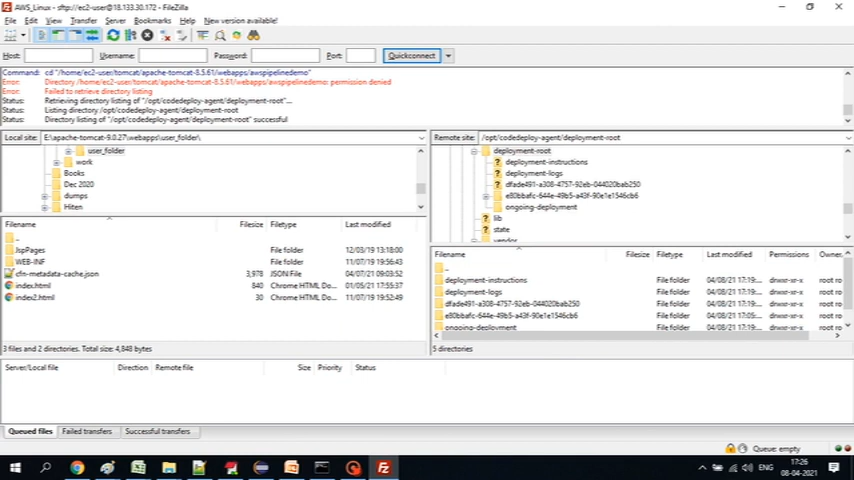 AWS_Linux - sftp://ec2-user@18.133.30.172 - FileZilla
File Edit View Transfer Server Bookmarks Help New version available!
Host: Username: Password: Port: Quickconnect
Command: cd "/home/ec2-user/tomcat/apache-tomcat-8.5.61/webapps/awspipelinedemo"
Error: Directory /home/ec2-user/tomcat/apache-tomcat-8.5.61/webapps/awspipelinedemo: permission denied
Error: Failed to retrieve directory listing
Status: Retrieving directory listing of "/opt/codedeploy-agent/deployment-root"...
Status: Listing directory /opt/codedeploy-agent/deployment-root
Status: Directory listing of "/opt/codedeploy-agent/deployment-root" successful
Local site: E:\apache-tomcat-9.0.27\webapps\user_folder\
user_folder
work
Books
Dec 2020
dumps
Hiten
Filename Filesize Filetype Last modified
..
JspPages File folder 12/03/19 13:18:00
WEB-INF File folder 11/07/19 19:56:43
cfn-metadata-cache.json 3,978 JSON File 04/07/21 09:03:52
index.html 840 Chrome HTML Do... 01/05/21 17:55:37
index2.html 30 Chrome HTML Do... 11/07/19 19:52:49
3 files and 2 directories. Total size: 4,848 bytes
Remote site: /opt/codedeploy-agent/deployment-root
deployment-root
deployment-instructions
deployment-logs
dfade491-a308-4757-92eb-044020bab250
e80bbafc-644e-49b5-a43f-90e1e1546cb6
ongoing-deployment
lib
state
vendor
Filename Filesize Filetype Last modified Permissions Owner
..
deployment-instructions File folder 04/08/21 17:19:... drwxr-xr-x root ro
deployment-logs File folder 04/08/21 17:19:... drwxr-xr-x root ro
dfade491-a308-4757-92eb-044020bab250 File folder 04/08/21 17:19:... drwxr-xr-x root ro
e80bbafc-644e-49b5-a43f-90e1e1546cb6 File folder 04/08/21 17:05:... drwxr-xr-x root ro
ongoing-deployment File folder 04/08/21 17:19:... drwxr-xr-x root ro
5 directories
Server/Local file Direction Remote file Size Priority Status
Queued files Failed transfers Successful transfers
Queue: empty
ENG 17:26
08-04-2021